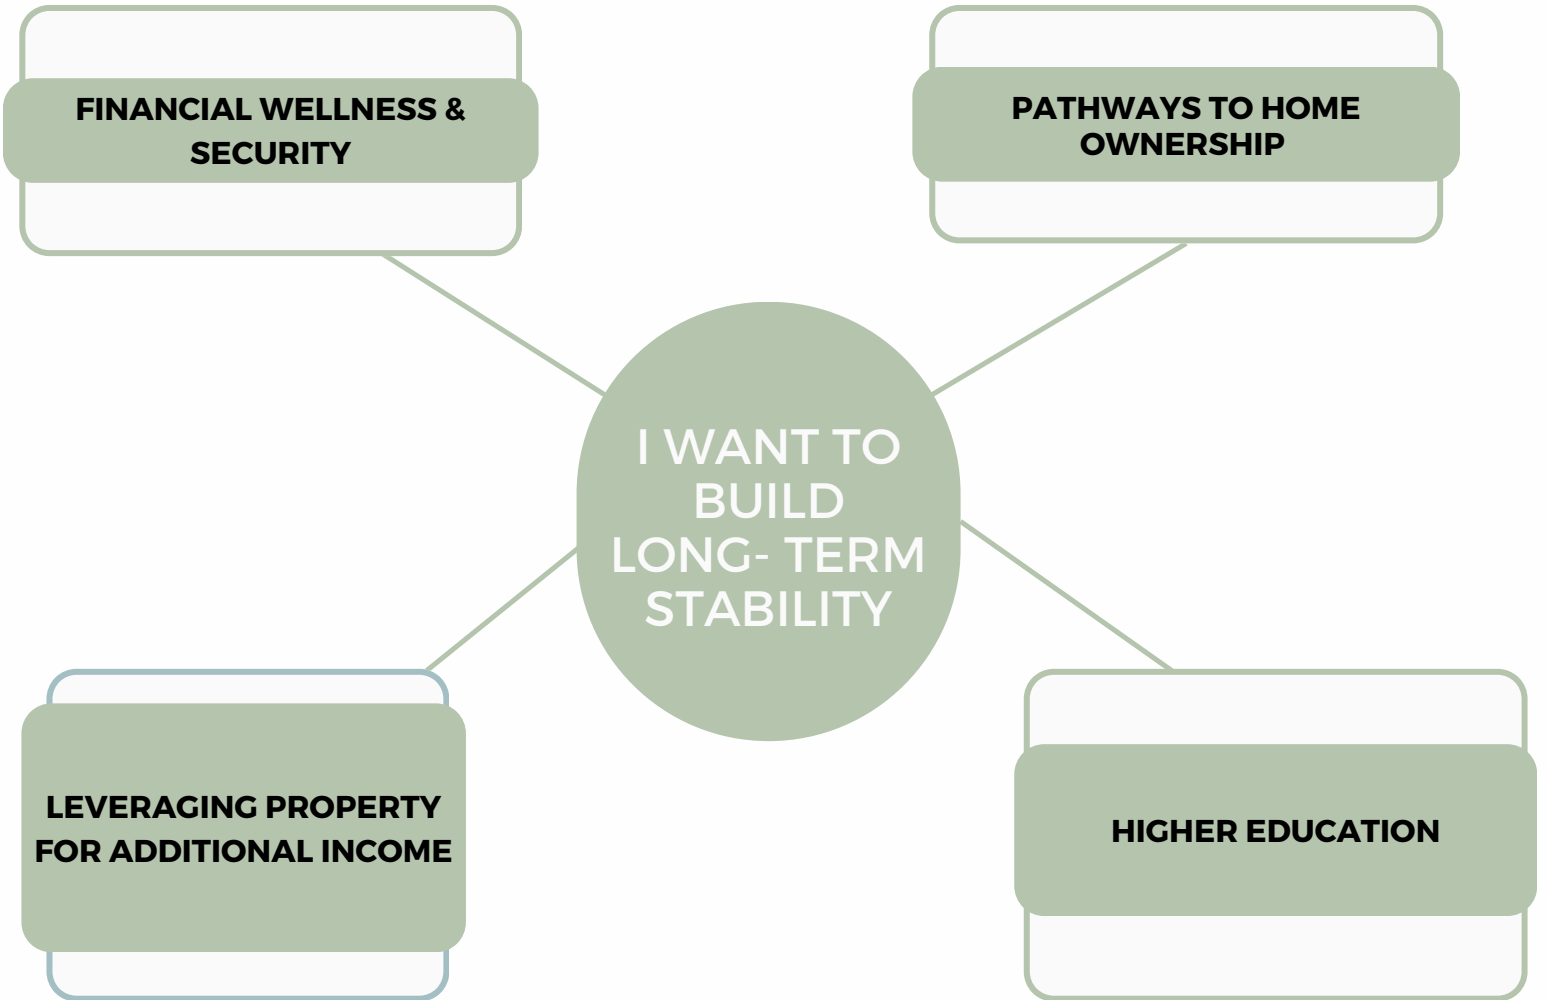 FINANCIAL WELLNESS &
SECURITY
PATHWAYS TO HOME
OWNERSHIP
I WANT TO
BUILD
LONG- TERM
STABILITY
LEVERAGING PROPERTY
FOR ADDITIONAL INCOME
HIGHER EDUCATION